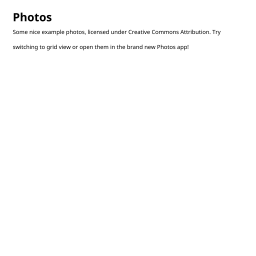 Photos
Some nice example photos, licensed under Creative Commons Attribution. Try
switching to grid view or open them in the brand new Photos app!